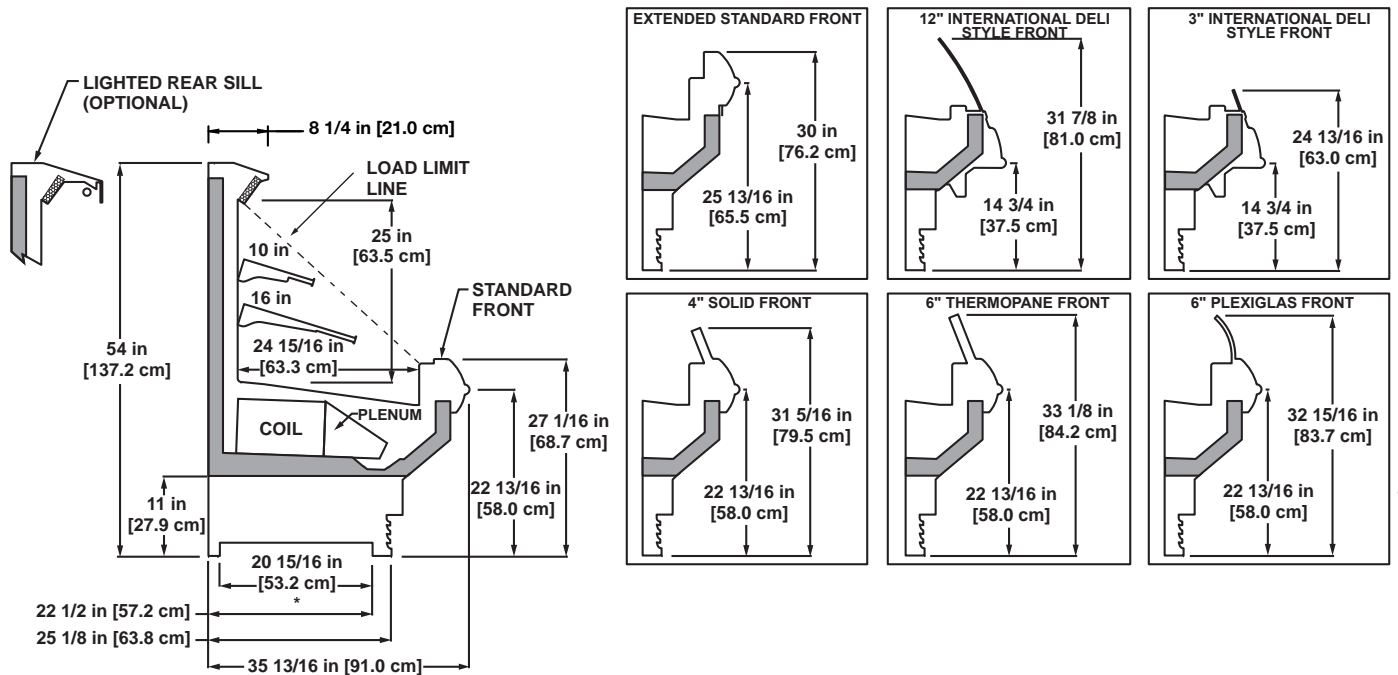 LIGHTED REAR SILL
(OPTIONAL)
8 1/4 in [21.0 cm]
LOAD LIMIT
LINE
25 in
[63.5 cm]
10 in
16 in
STANDARD
FRONT
24 15/16 in
[63.3 cm]
54 in
[137.2 cm]
COIL
PLENUM
27 1/16 in
[68.7 cm]
22 13/16 in
[58.0 cm]
11 in
[27.9 cm]
20 15/16 in
[53.2 cm]
*
22 1/2 in [57.2 cm]
25 1/8 in [63.8 cm]
35 13/16 in [91.0 cm]
EXTENDED STANDARD FRONT
30 in
[76.2 cm]
25 13/16 in
[65.5 cm]
12" INTERNATIONAL DELI
STYLE FRONT
31 7/8 in
[81.0 cm]
14 3/4 in
[37.5 cm]
3" INTERNATIONAL DELI
STYLE FRONT
24 13/16 in
[63.0 cm]
14 3/4 in
[37.5 cm]
4" SOLID FRONT
31 5/16 in
[79.5 cm]
22 13/16 in
[58.0 cm]
6" THERMOPANE FRONT
33 1/8 in
[84.2 cm]
22 13/16 in
[58.0 cm]
6" PLEXIGLAS FRONT
32 15/16 in
[83.7 cm]
22 13/16 in
[58.0 cm]